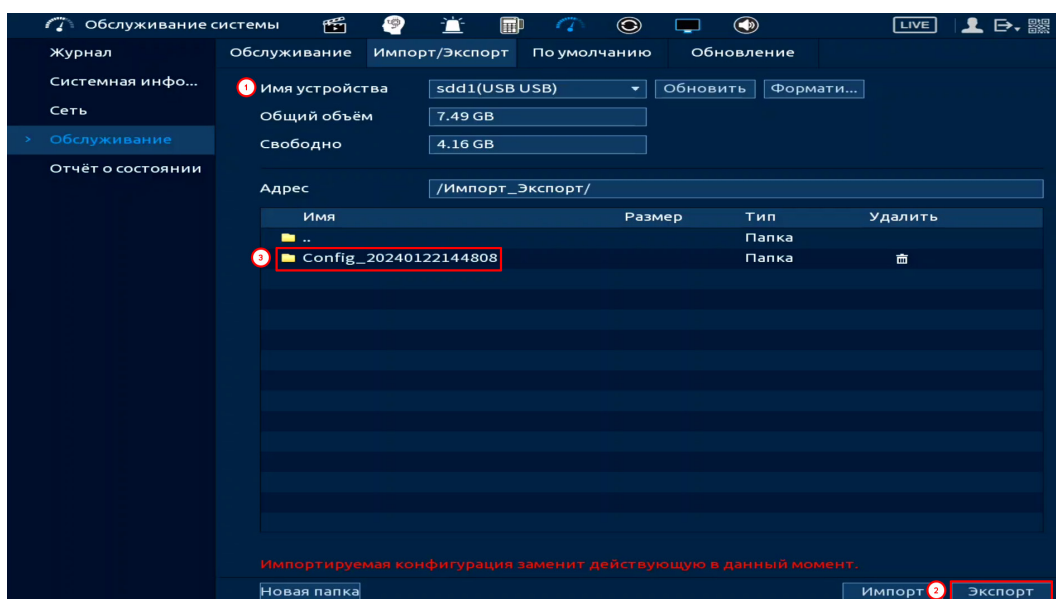 Обслуживание системы LIVE
Журнал
Обслуживание Импорт/Экспорт По умолчанию Обновление
Системная инфо...
1 Имя устройства sdd1(USB USB) Обновить Формати...
Сеть
Общий объём 7.49 GB
Обслуживание
Свободно 4.16 GB
Отчёт о состоянии
Адрес /Импорт_Экспорт/
Имя Размер Тип Удалить
.. Папка
3 Config_20240122144808 Папка
Импортируемая конфигурация заменит действующую в данный момент.
Новая папка Импорт 2 Экспорт